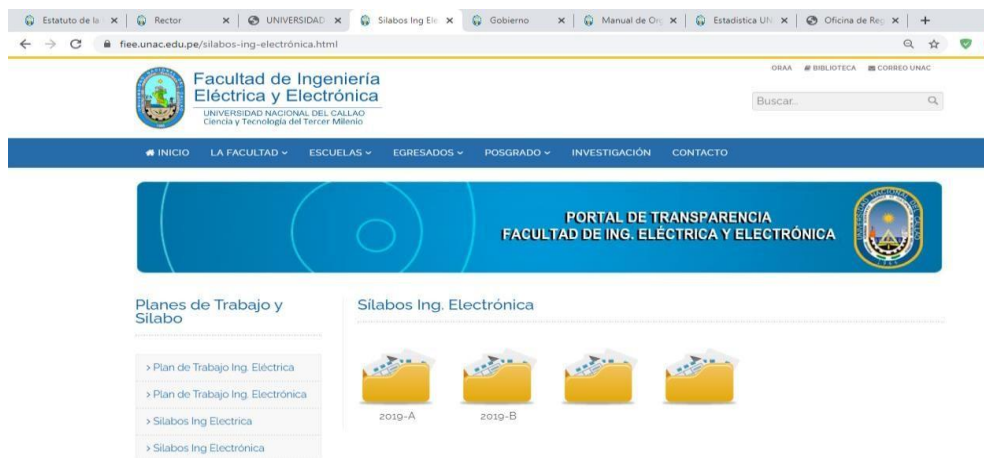 Estatuto de la
Rector
UNIVERSIDAD
Silabos Ing Ele
Gobierno
Manual de Org
Estadistica UN
Oficina de Reg
fiee.unac.edu.pe/silabos-ing-electrónica.html
ORAA BIBLIOTECA CORREO UNAC
Facultad de Ingeniería
Eléctrica y Electrónica
UNIVERSIDAD NACIONAL DEL CALLAO
Ciencia y Tecnología del Tercer Milenio
Buscar..
INICIO LA FACULTAD ESCUELAS EGRESADOS POSGRADO INVESTIGACIÓN CONTACTO
PORTAL DE TRANSPARENCIA
FACULTAD DE ING. ELÉCTRICA Y ELECTRÓNICA
Planes de Trabajo y
Silabo
> Plan de Trabajo Ing. Eléctrica
> Plan de Trabajo Ing. Electrónica
> Silabos Ing Electrica
> Silabos Ing Electrónica
Sílabos Ing. Electrónica
2019-A
2019-B